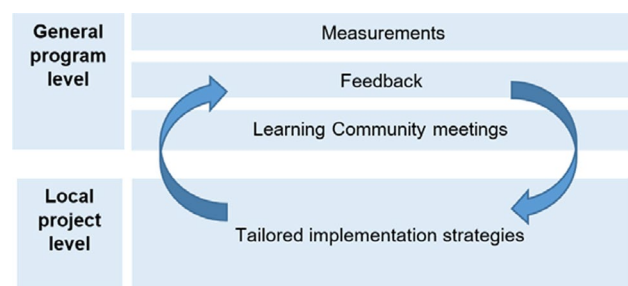 General
program
level
Measurements
Feedback
Learning Community meetings
Local
project
level
Tailored implementation strategies